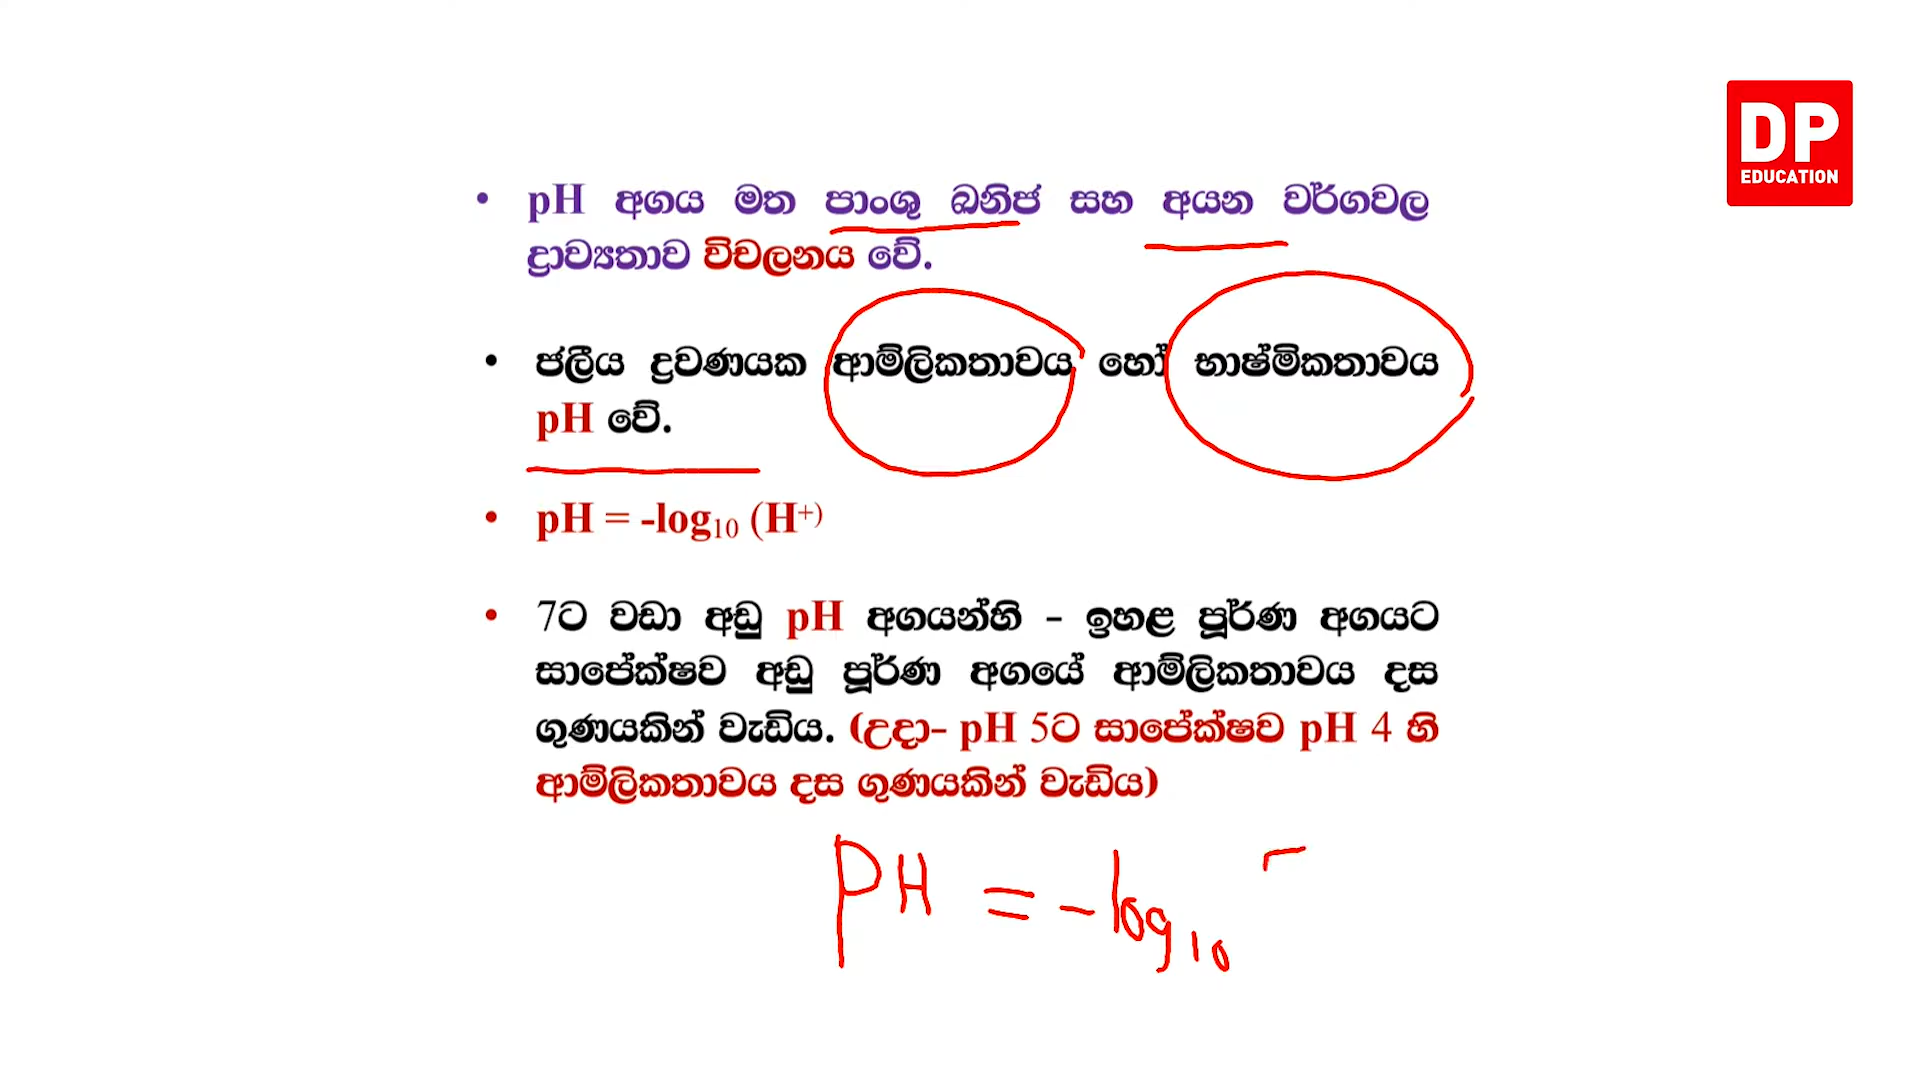 DP
EDUCATION
• pH අගය මත පාංශු ඛනිජ සහ අයන වර්ගවල
ද්‍රාව්‍යතාව විචලනය වේ.
• ජලීය ද්‍රවණයක ආම්ලිකතාවය හෝ භාෂ්මිකතාවය
pH වේ.
• pH = -log₁₀ (H⁺⁾
• 7ට වඩා අඩු pH අගයන්හි - ඉහළ පූර්ණ අගයට
සාපේක්ෂව අඩු පූර්ණ අගයේ ආම්ලිකතාවය දස
ගුණයකින් වැඩිය. (උදා- pH 5ට සාපේක්ෂව pH 4 හි
ආම්ලිකතාවය දස ගුණයකින් වැඩිය)
PH = -log₁₀